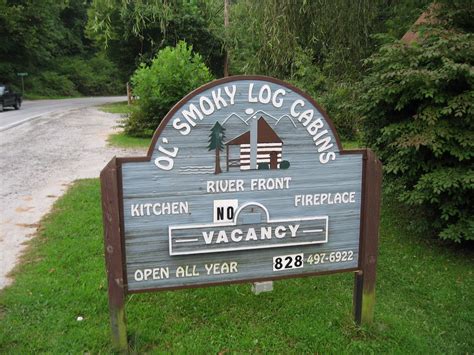 OL' SMOKY LOG CABINS
RIVER FRONT
KITCHEN NO FIREPLACE
VACANCY
OPEN ALL YEAR 828-497-6922